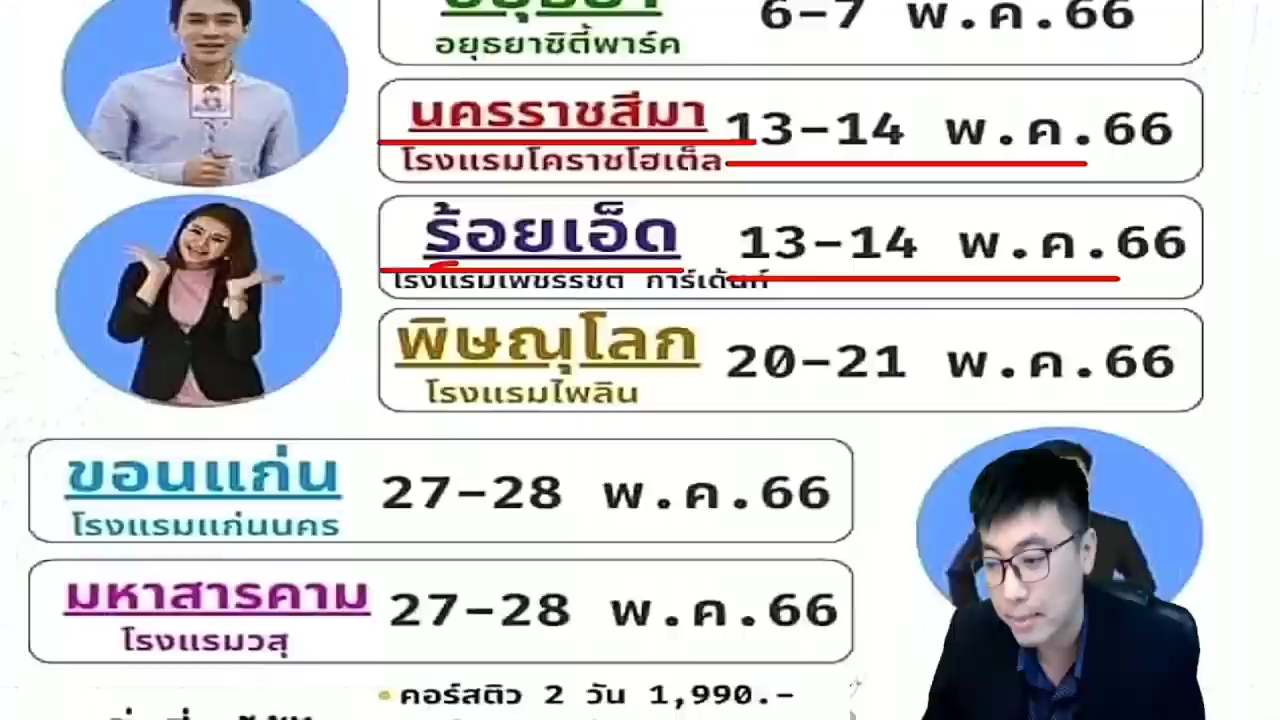 อยุธยา
6-7 พ.ค.66
อยุธยาซิตี้พาร์ค
นครราชสีมา
13-14 พ.ค.66
โรงแรมโคราชโฮเต็ล
ร้อยเอ็ด
13-14 พ.ค.66
โรงแรมเพชรรัชต์ การ์เด้นท์
พิษณุโลก
20-21 พ.ค.66
โรงแรมไพลิน
ขอนแก่น
27-28 พ.ค.66
โรงแรมแก่นนคร
มหาสารคาม
27-28 พ.ค.66
โรงแรมวสุ
คอร์สติว 2 วัน 1,990.-